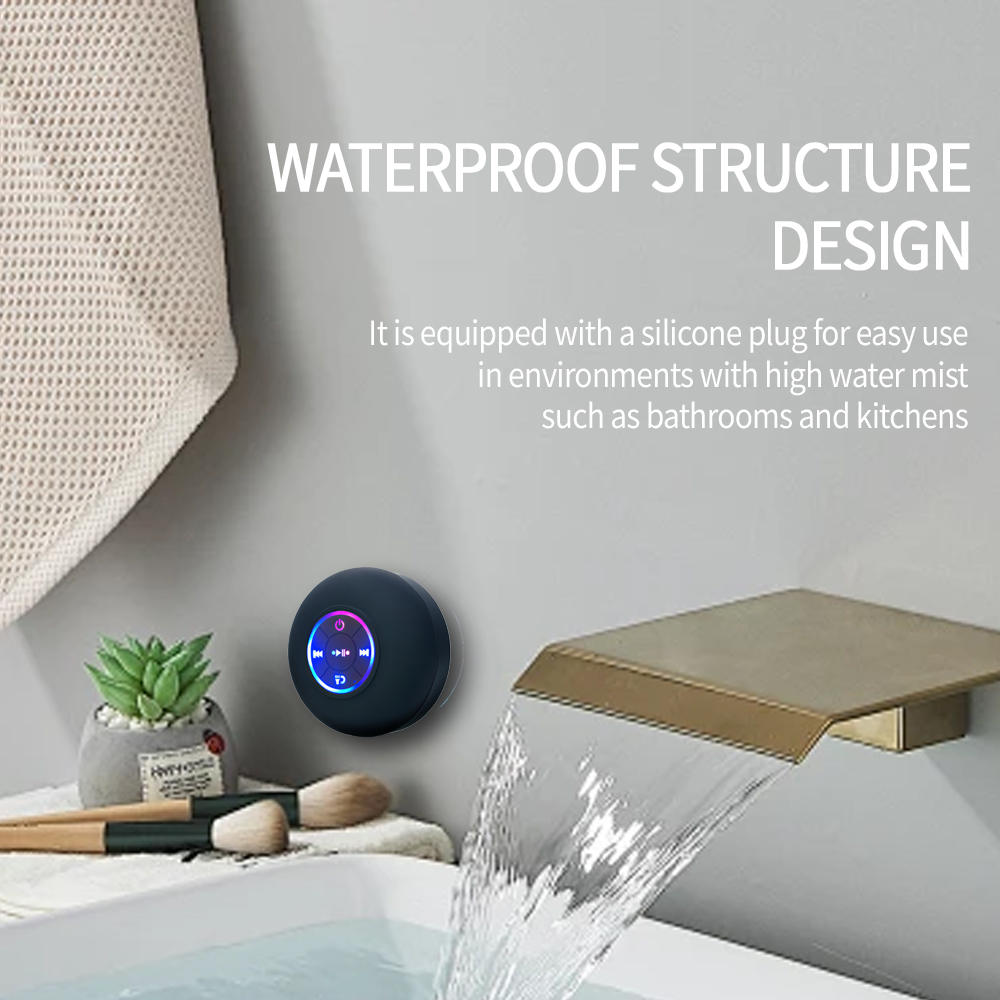 WATERPROOF STRUCTURE
DESIGN
It is equipped with a silicone plug for easy use
in environments with high water mist
such as bathrooms and kitchens